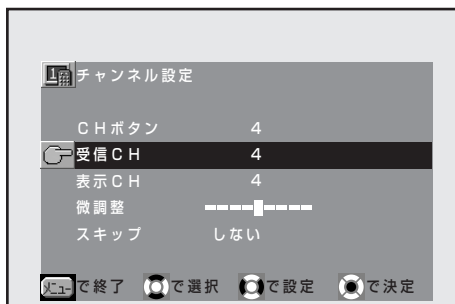 チャンネル設定
CHボタン 4
受信CH 4
表示CH 4
微調整
スキップ しない
メニューで終了 で選択 で設定 で決定